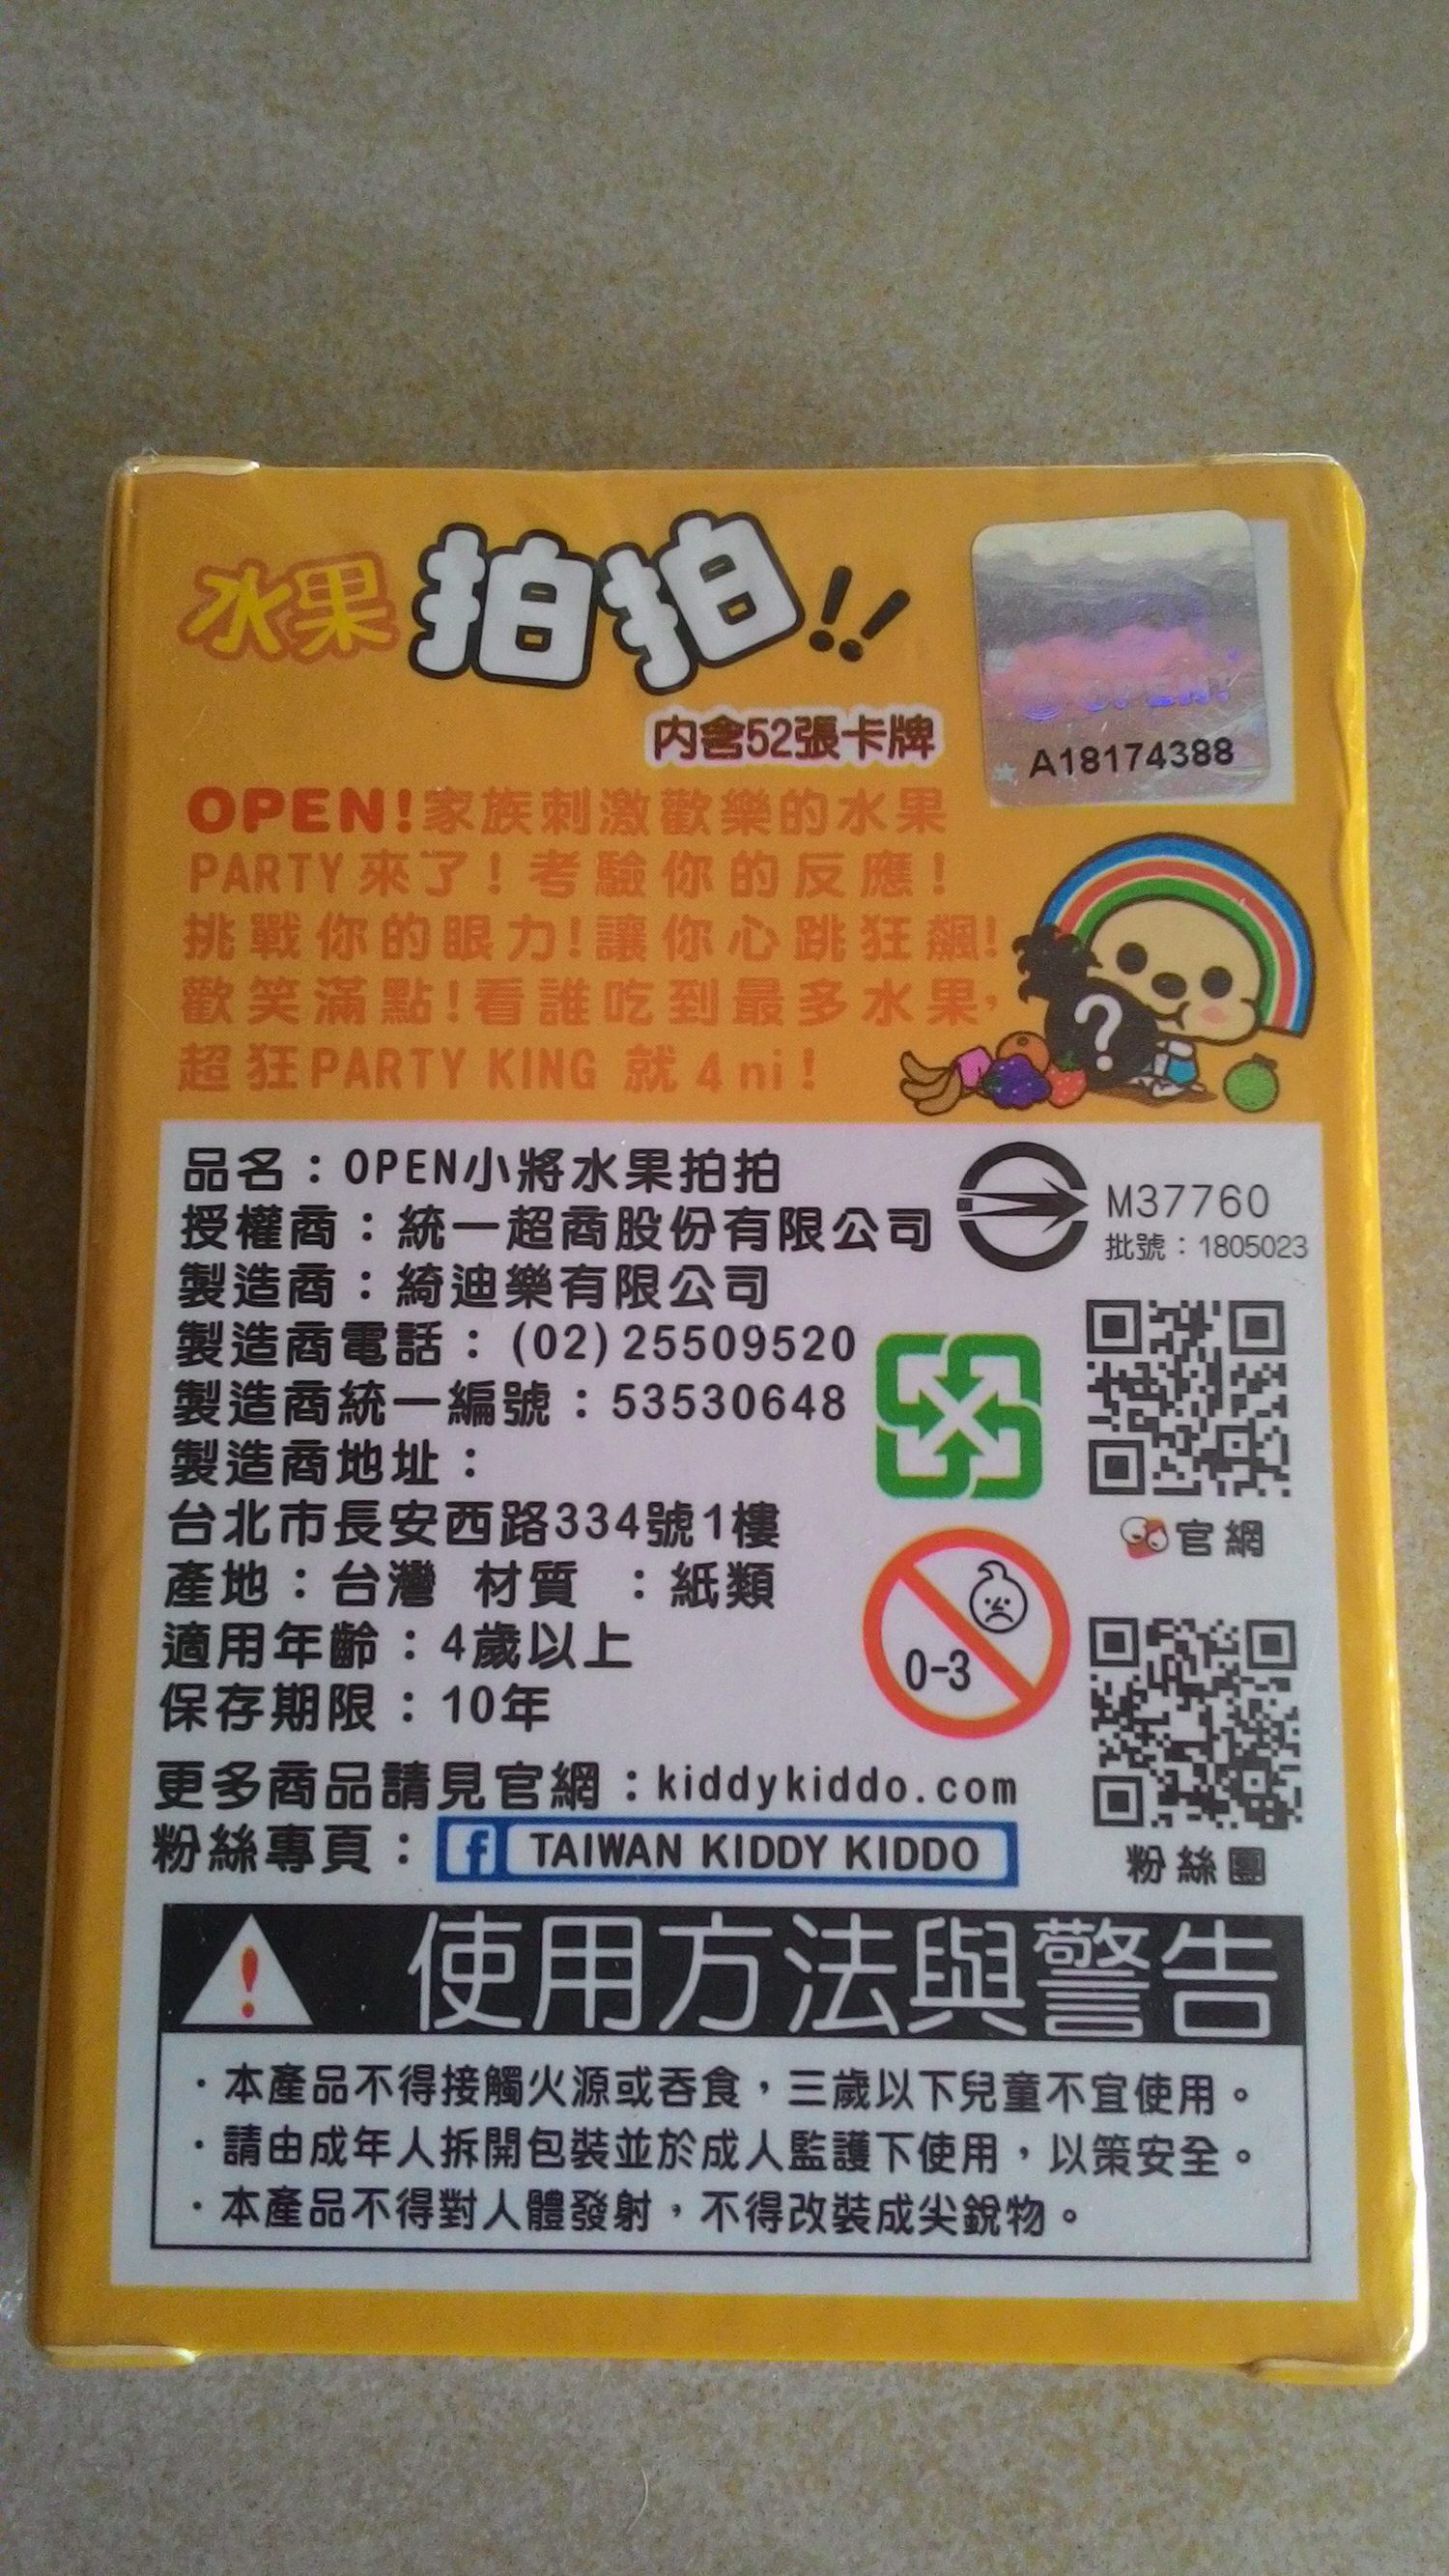 水果拍拍!!
內含52張卡牌
A18174388
OPEN!家族刺激歡樂的水果
PARTY來了！考驗你的反應！
挑戰你的眼力!讓你心跳狂飆!
歡笑滿點!看誰吃到最多水果，
超狂PARTY KING 就4ni！
?
品名：OPEN小將水果拍拍
授權商：統一超商股份有限公司
製造商：綺迪樂有限公司
製造商電話：(02)25509520
製造商統一編號：53530648
製造商地址：
台北市長安西路334號1樓
產地：台灣 材質 ：紙類
適用年齡：4歲以上
保存期限：10年
更多商品請見官網：kiddykiddo.com
粉絲專頁： f TAIWAN KIDDY KIDDO
M37760
批號：1805023
官網
0-3
粉絲團
! 使用方法與警告
·本產品不得接觸火源或吞食，三歲以下兒童不宜使用。
·請由成年人拆開包裝並於成人監護下使用，以策安全。
·本產品不得對人體發射，不得改裝成尖銳物。